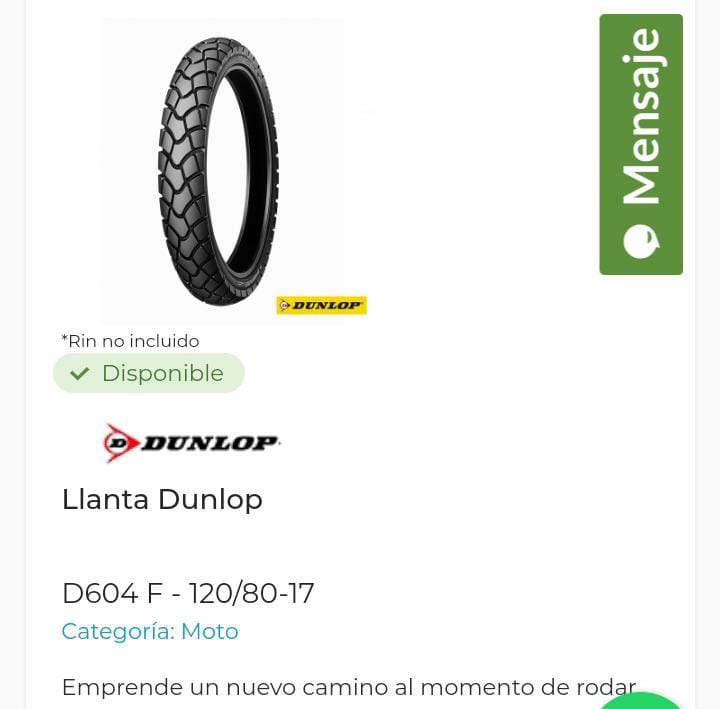 Mensaje
DUNLOP
*Rin no incluido
Disponible
DUNLOP
Llanta Dunlop
D604 F - 120/80-17
Categoría: Moto
Emprende un nuevo camino al momento de rodar